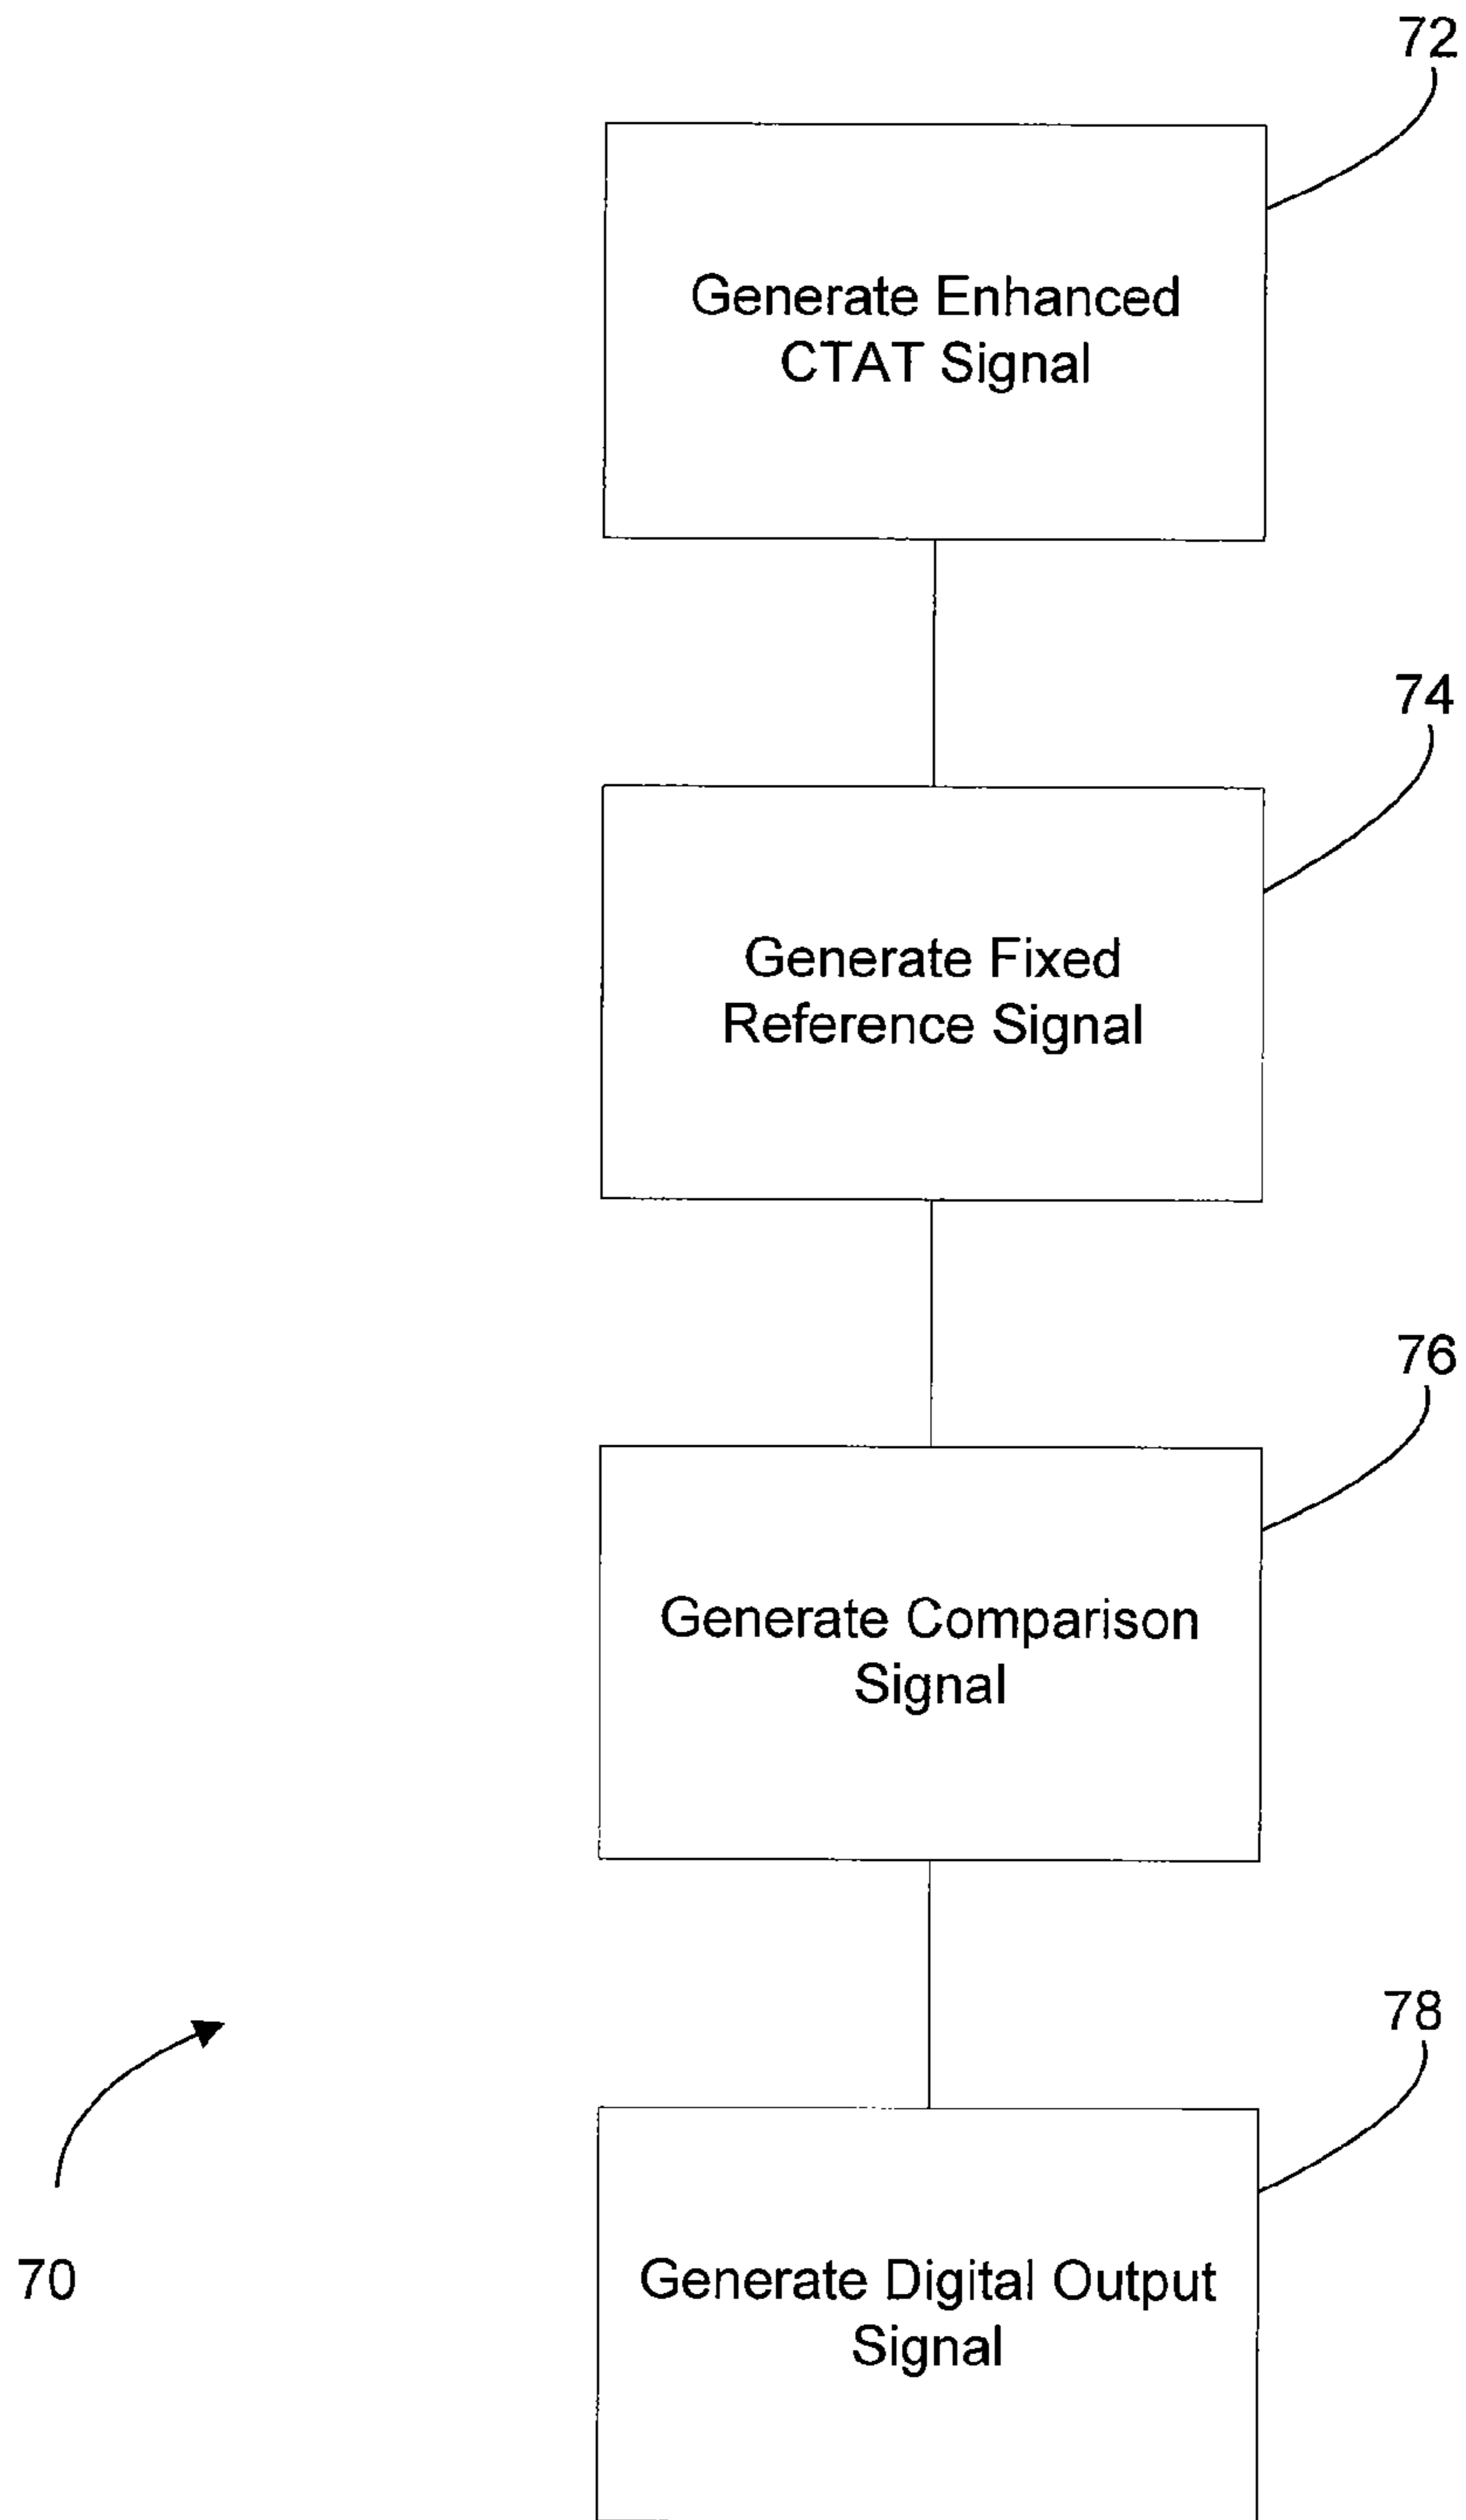 72
Generate Enhanced
CTAT Signal
74
Generate Fixed
Reference Signal
76
Generate Comparison
Signal
78
70
Generate Digital Output
Signal